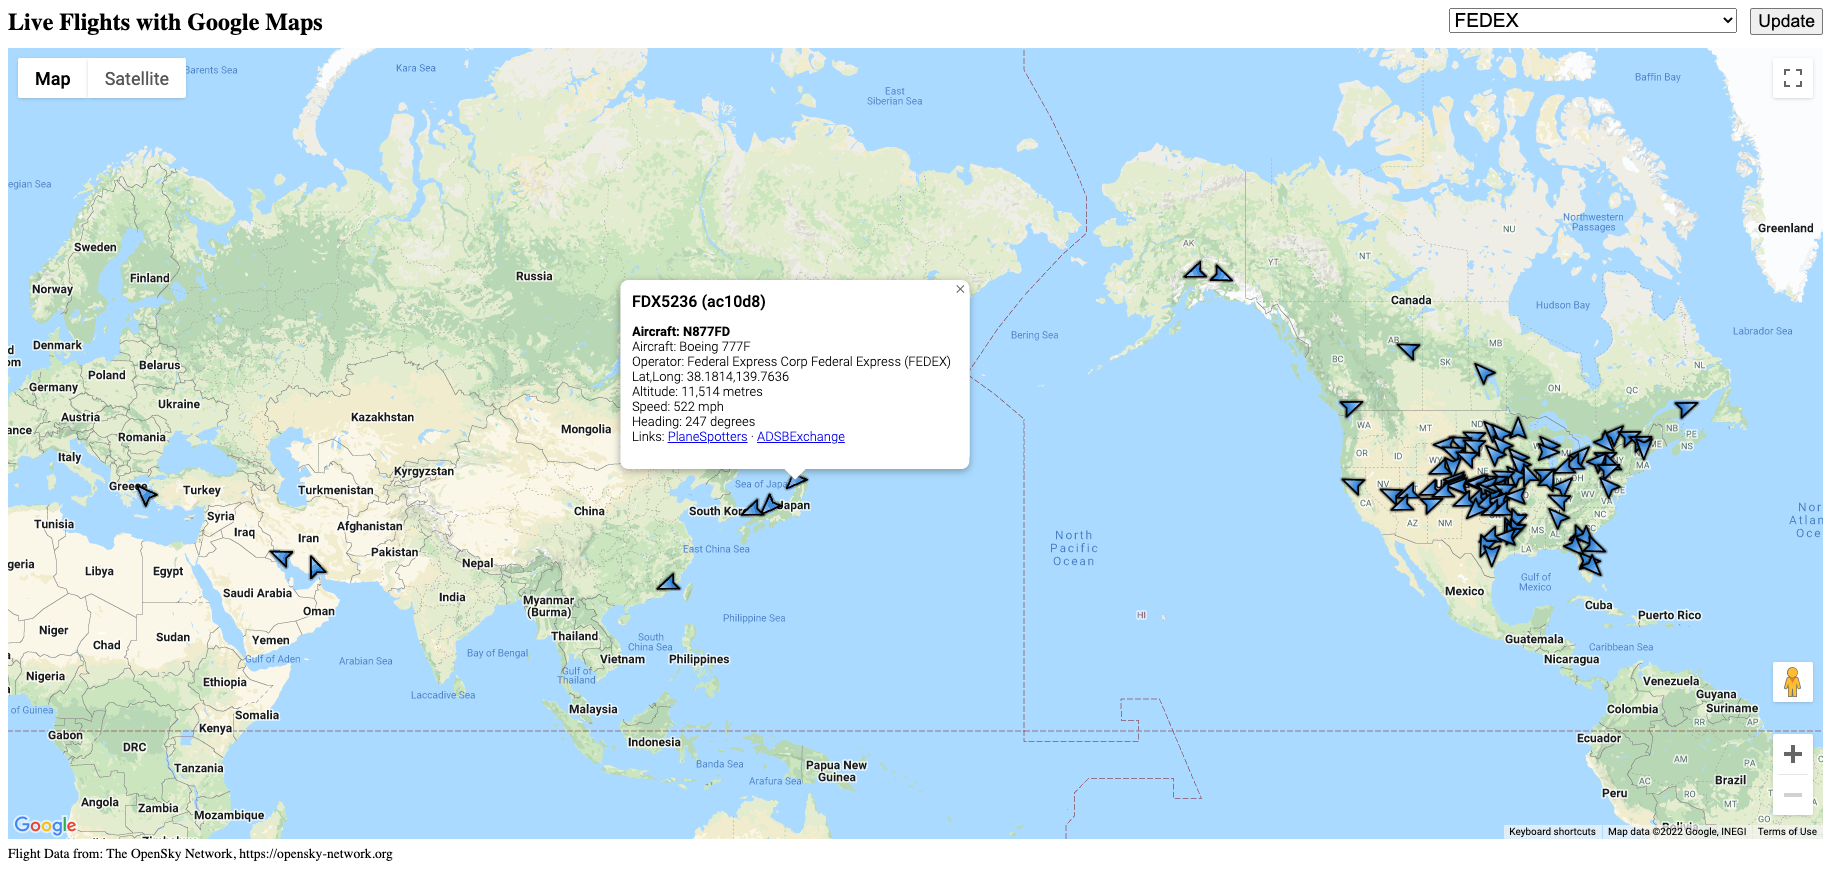 Live Flights with Google Maps
FEDEX
Update
Map
Satellite
Barents Sea
Kara Sea
East
Siberian Sea
Baffin Bay
egian Sea
Sweden
Finland
Norway
Russia
AK
YT
NT
NU
Northwestern
Passages
Greenland
Canada
Hudson Bay
Labrador Sea
Bering Sea
FDX5236 (ac10d8)
Aircraft: N877FD
Aircraft: Boeing 777F
Operator: Federal Express Corp Federal Express (FEDEX)
Lat,Long: 38.1814,139.7636
Altitude: 11,514 metres
Speed: 522 mph
Heading: 247 degrees
Links: PlaneSpotters · ADSBExchange
d
om
Denmark
Poland
Belarus
Germany
Ukraine
Austria
ance
Romania
Italy
Greece
Turkey
Kazakhstan
Mongolia
Kyrgyzstan
Turkmenistan
Tunisia
Syria
Iraq
Iran
Afghanistan
Pakistan
China
Sea of Japa
South Kor
Japan
East China Sea
geria
Libya
Egypt
Saudi Arabia
Oman
Nepal
India
Myanmar
(Burma)
Thailand
Vietnam
Philippines
Philippine Sea
South
China Sea
Gulf of
Thailand
Bay of Bengal
Arabian Sea
Laccadive Sea
Niger
Chad
Sudan
Yemen
Gulf of Aden
Nigeria
Ethiopia
Somalia
of Guinea
Gabon
DRC
Kenya
Tanzania
Angola
Zambia
Mozambique
Malaysia
Indonesia
Banda Sea
Arafura Sea
Papua New
Guinea
North
Pacific
Ocean
HI
BC
AB
SK
MB
ON
QC
NL
NB
PE
NS
WA
MT
ND
OR
ID
WY
NE
NV
CA
AZ
NM
MS
AL
LA
SC
NC
VA
DE
ME
Nor
Atlan
Oce
Gulf of
Mexico
Mexico
Cuba
Puerto Rico
Guatemala
Caribbean Sea
Nicaragua
Venezuela
Guyana
Suriname
Colombia
RR
AP
Ecuador
AM
PA
Peru
AC
RO
MT
TO
GO
Brazil
Google
Keyboard shortcuts
Map data ©2022 Google, INEGI
Terms of Use
Flight Data from: The OpenSky Network, https://opensky-network.org